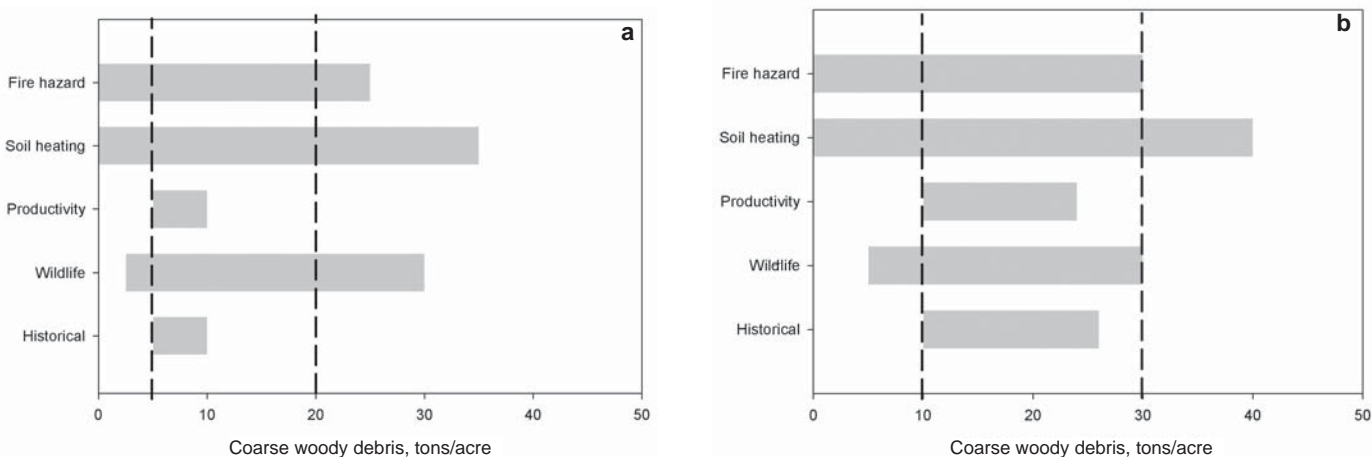 a
Fire hazard
Soil heating
Productivity
Wildlife
Historical
0 10 20 30 40 50
Coarse woody debris, tons/acre
b
Fire hazard
Soil heating
Productivity
Wildlife
Historical
0 10 20 30 40 50
Coarse woody debris, tons/acre